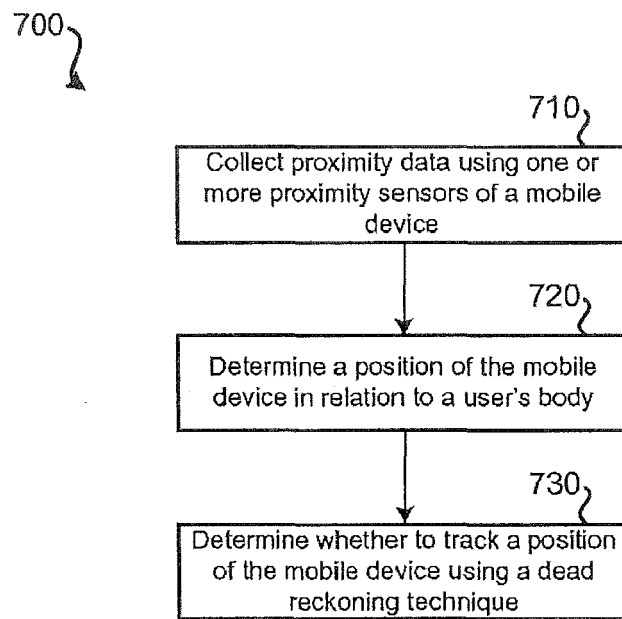 700
710
Collect proximity data using one or
more proximity sensors of a mobile
device
720
Determine a position of the mobile
device in relation to a user's body
730
Determine whether to track a position
of the mobile device using a dead
reckoning technique